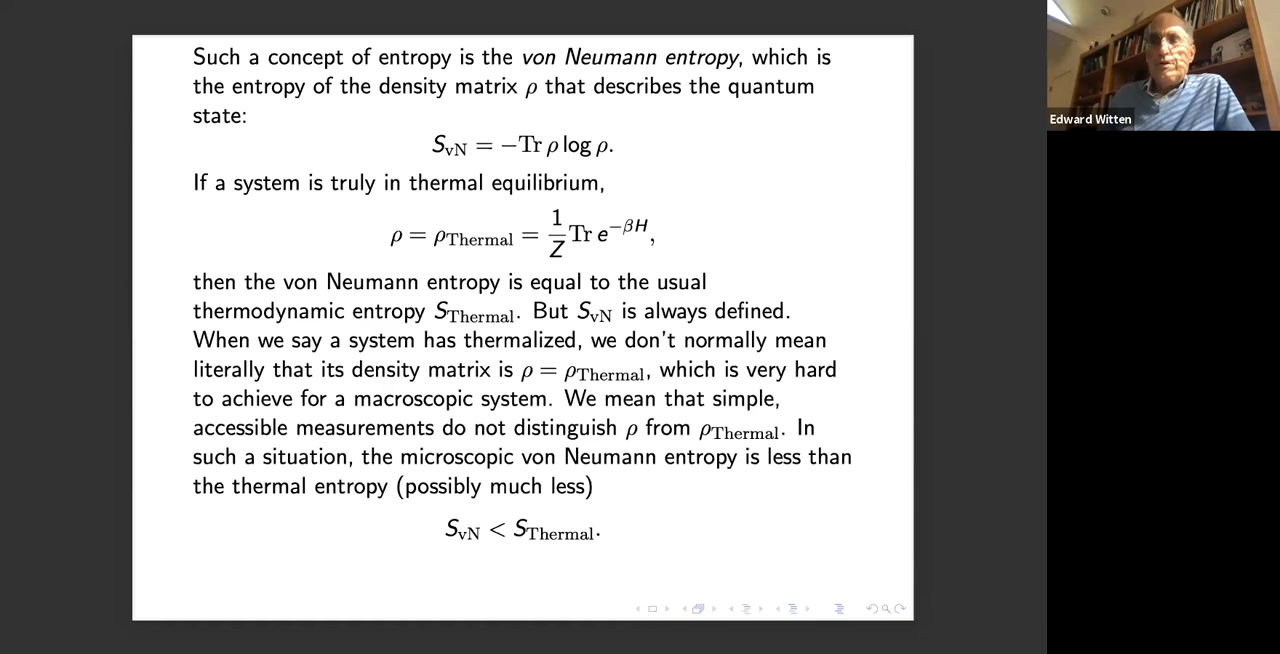 Such a concept of entropy is the von Neumann entropy, which is
the entropy of the density matrix ρ that describes the quantum
state:
S_vN = −Tr ρ log ρ.
If a system is truly in thermal equilibrium,
ρ = ρ_Thermal = 1/Z Tr e^{−βH},
then the von Neumann entropy is equal to the usual
thermodynamic entropy S_Thermal. But S_vN is always defined.
When we say a system has thermalized, we don't normally mean
literally that its density matrix is ρ = ρ_Thermal, which is very hard
to achieve for a macroscopic system. We mean that simple,
accessible measurements do not distinguish ρ from ρ_Thermal. In
such a situation, the microscopic von Neumann entropy is less than
the thermal entropy (possibly much less)
S_vN < S_Thermal.
Edward Witten